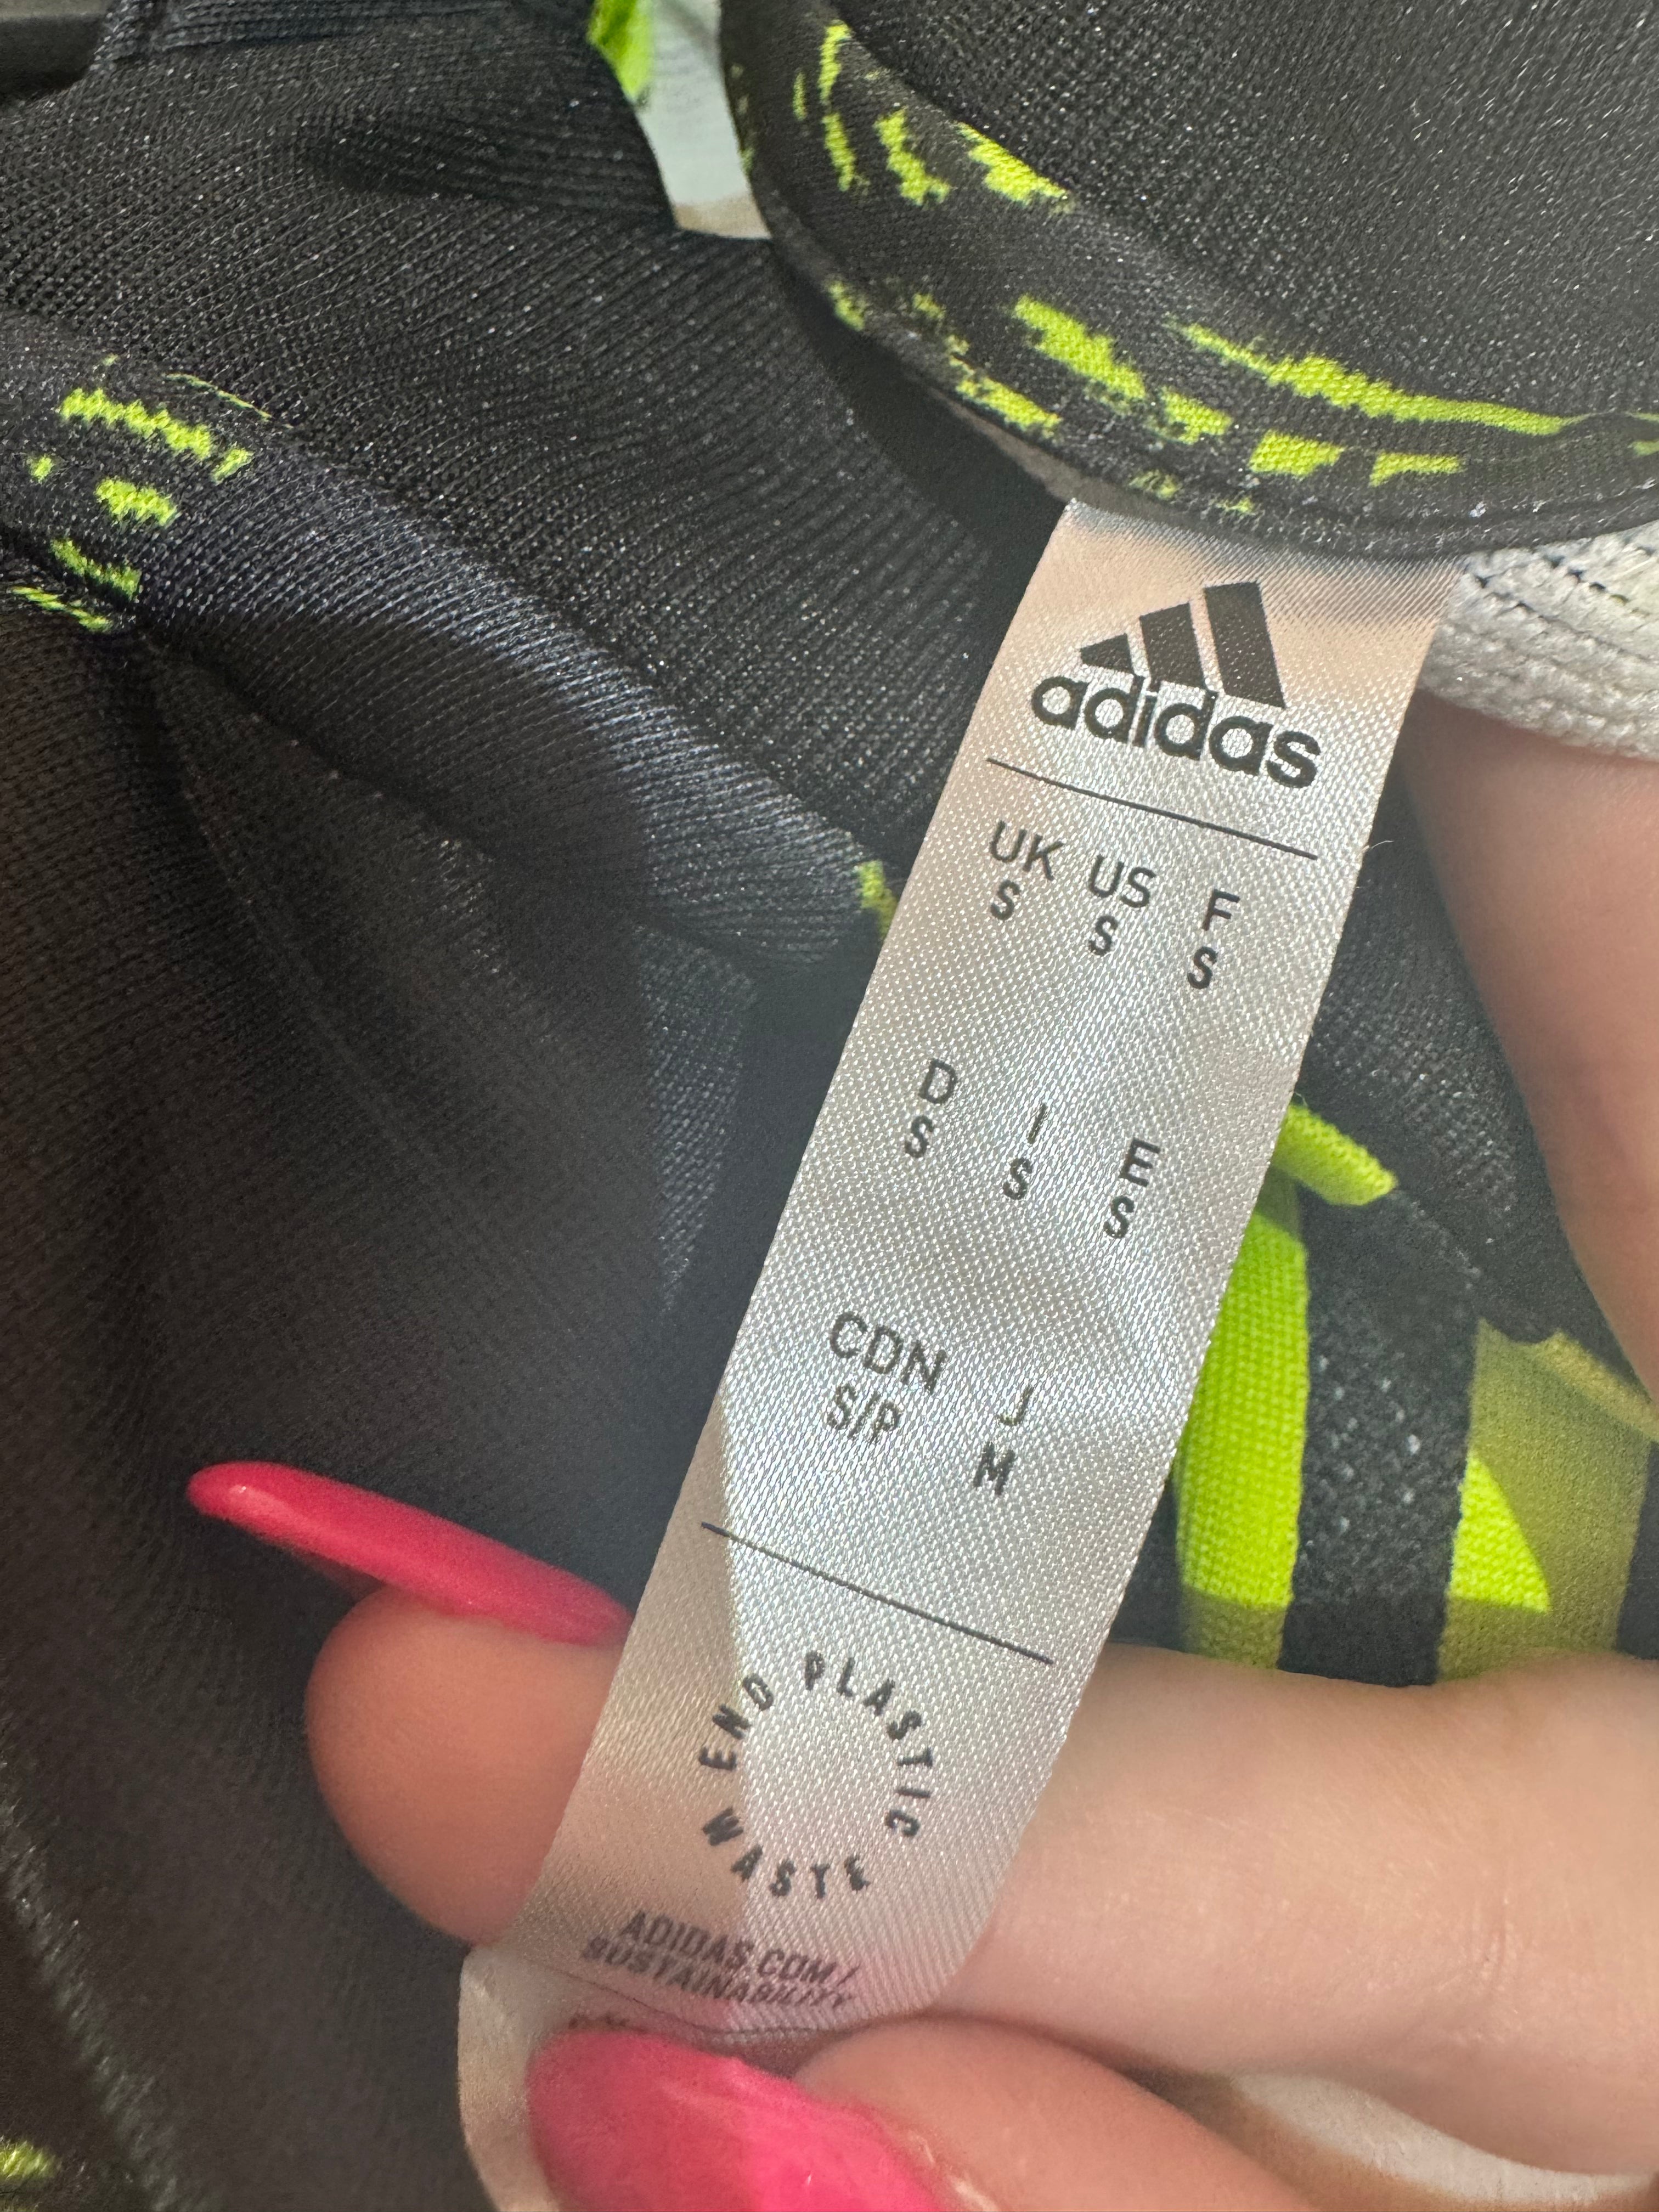 adidas
UK US F
S S S
D I E
S S S
CDN J
S/P M
END PLASTIC WASTE
ADIDAS.COM/
SUSTAINABILITY